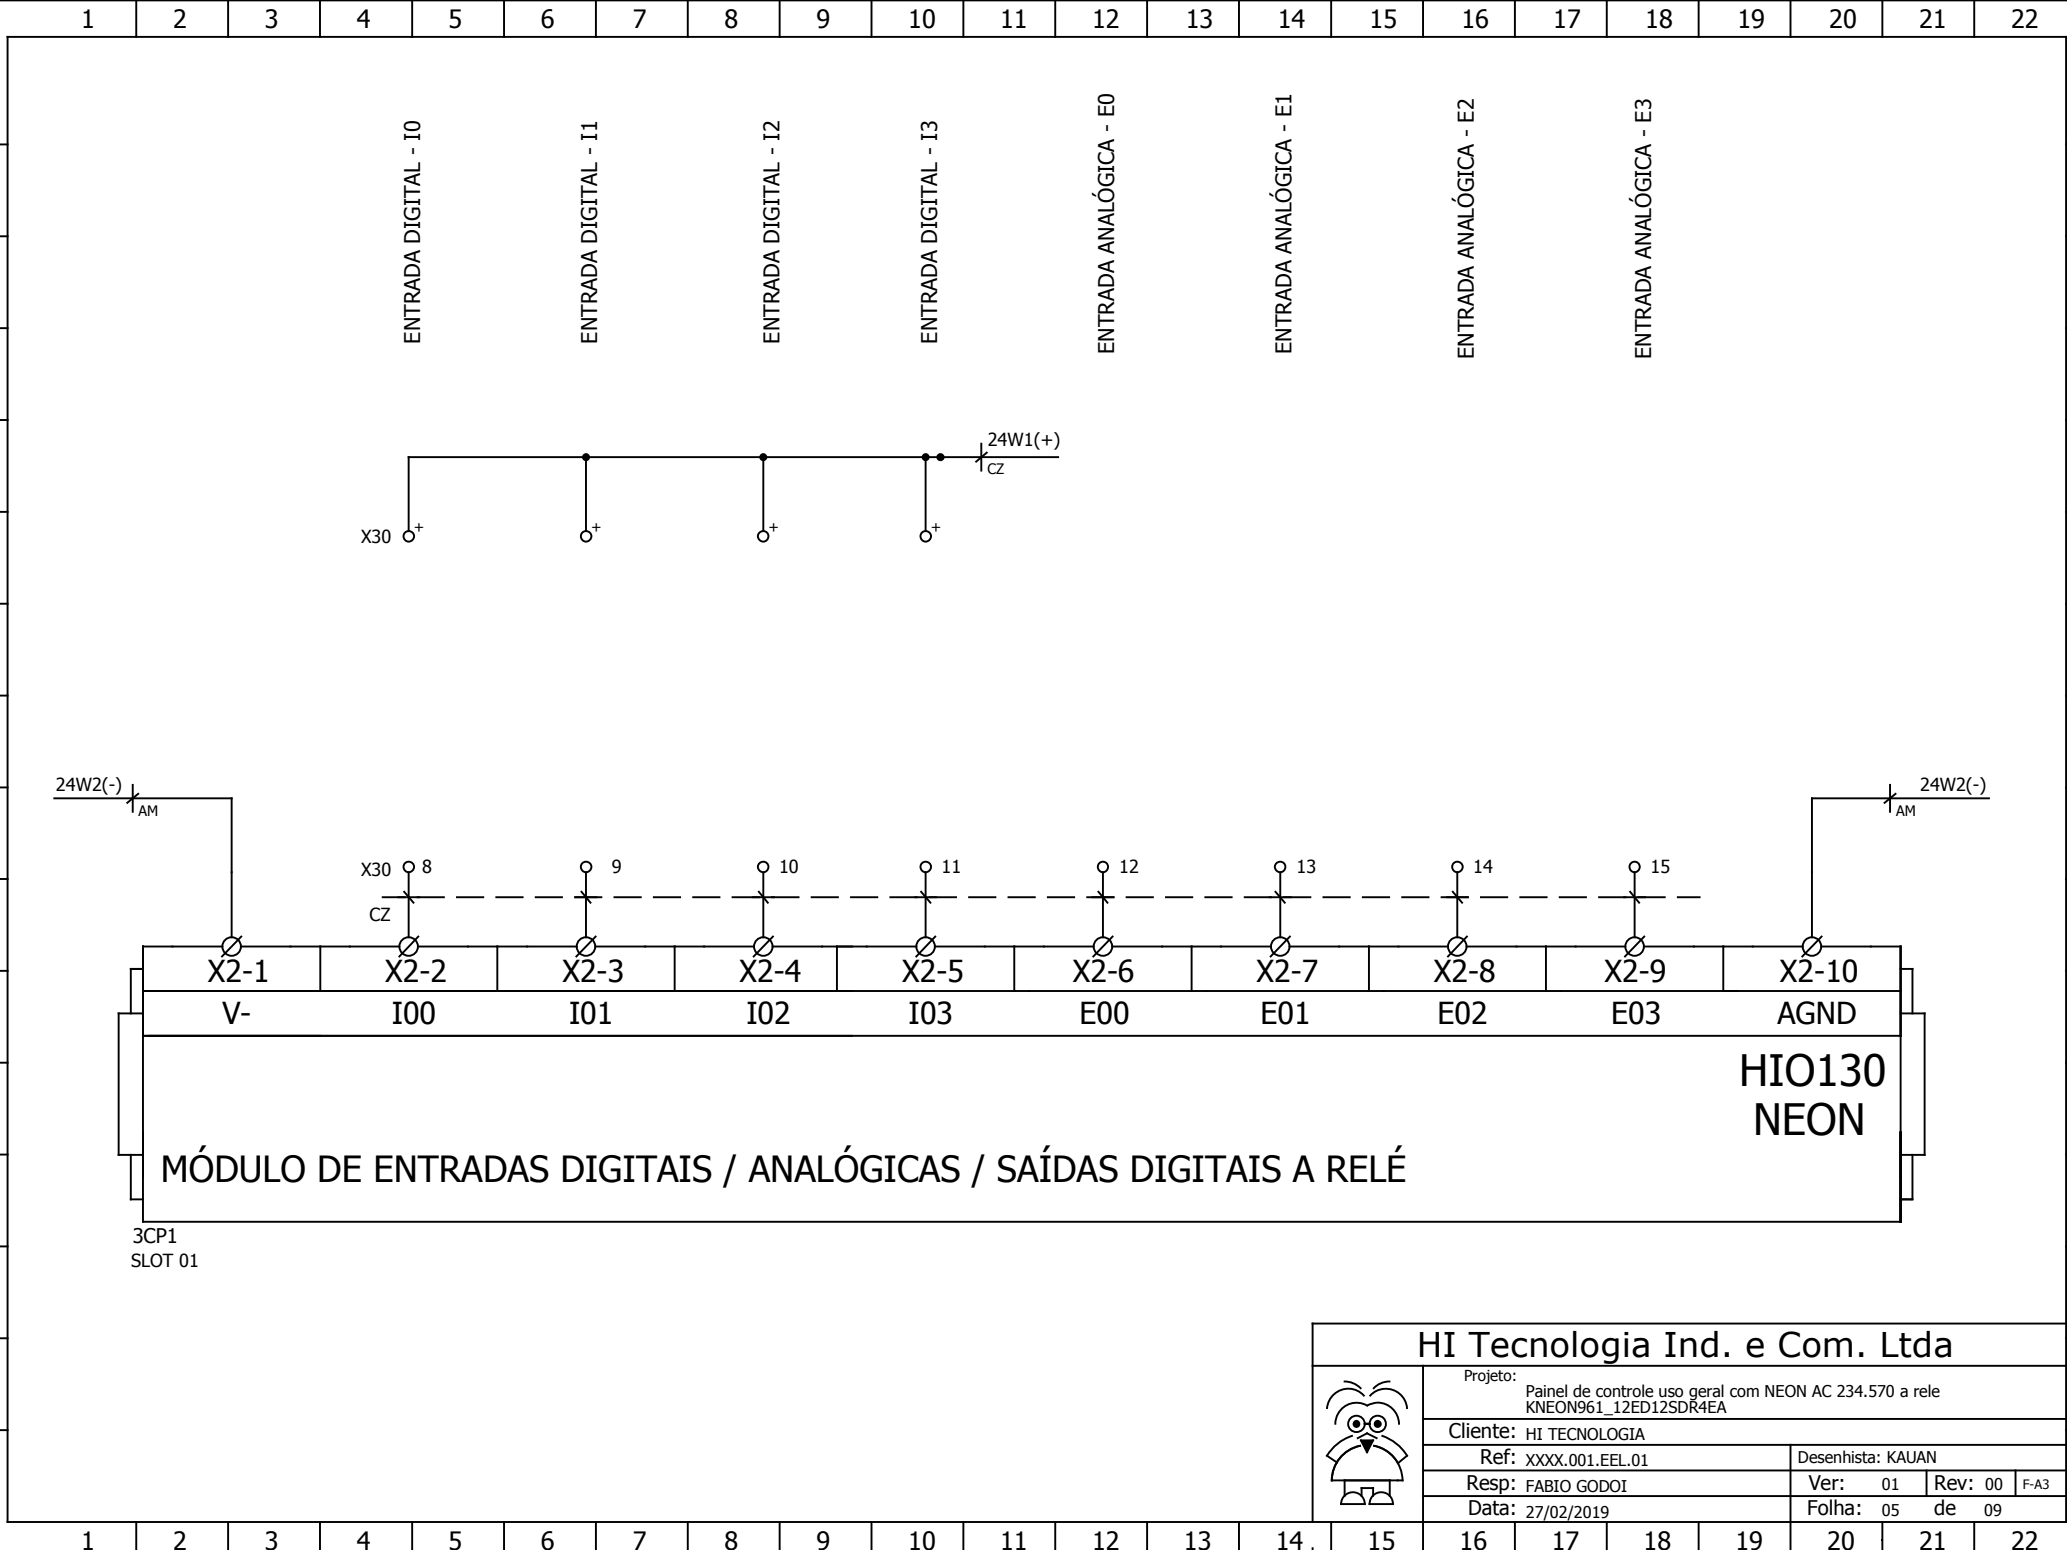 1 2 3 4 5 6 7 8 9 10 11 12 13 14 15 16 17 18 19 20 21 22
ENTRADA DIGITAL - I0
ENTRADA DIGITAL - I1
ENTRADA DIGITAL - I2
ENTRADA DIGITAL - I3
ENTRADA ANALÓGICA - E0
ENTRADA ANALÓGICA - E1
ENTRADA ANALÓGICA - E2
ENTRADA ANALÓGICA - E3
24W1(+)
CZ
X30 + + + +
24W2(-)
AM
24W2(-)
AM
X30 8 9 10 11 12 13 14 15
CZ
X2-1 X2-2 X2-3 X2-4 X2-5 X2-6 X2-7 X2-8 X2-9 X2-10
V- I00 I01 I02 I03 E00 E01 E02 E03 AGND
HIO130
NEON
MÓDULO DE ENTRADAS DIGITAIS / ANALÓGICAS / SAÍDAS DIGITAIS A RELÉ
3CP1
SLOT 01
HI Tecnologia Ind. e Com. Ltda
Projeto:
Painel de controle uso geral com NEON AC 234.570 a rele
KNEON961_12ED12SDR4EA
Cliente: HI TECNOLOGIA
Ref: XXXX.001.EEL.01 Desenhista: KAUAN
Resp: FABIO GODOI Ver: 01 Rev: 00 F-A3
Data: 27/02/2019 Folha: 05 de 09
1 2 3 4 5 6 7 8 9 10 11 12 13 14 . 15 16 17 18 19 20 21 22